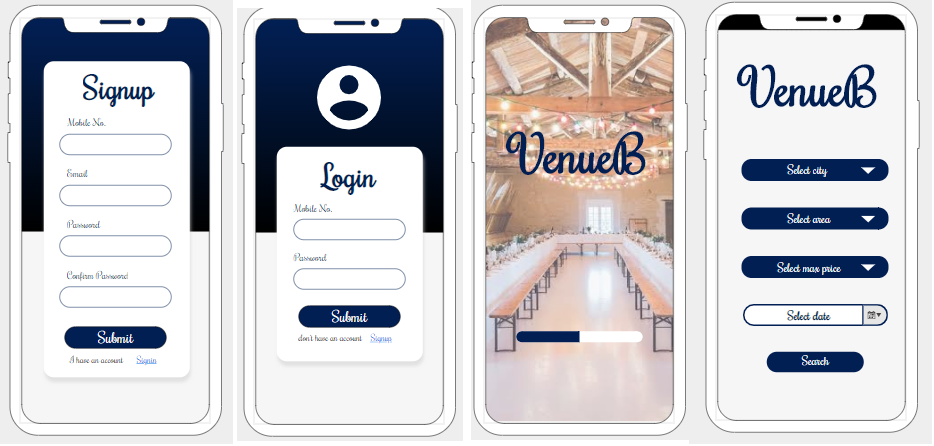 Signup
Mobile No.
Email
Password
Confirm Password
Submit
A have an account Signin
Login
Mobile No.
Password
Submit
don't have an account Signup
VenueB
VenueB
Select city
Select area
Select max price
Select date
Search